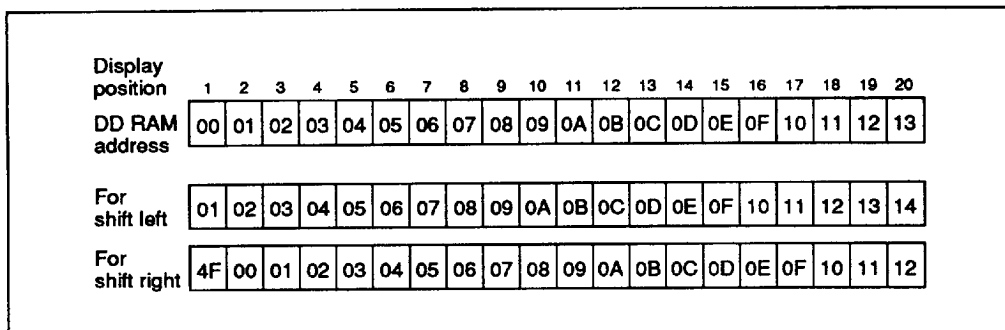 Display
position 1 2 3 4 5 6 7 8 9 10 11 12 13 14 15 16 17 18 19 20
DD RAM
address 00 01 02 03 04 05 06 07 08 09 0A 0B 0C 0D 0E 0F 10 11 12 13
For
shift left 01 02 03 04 05 06 07 08 09 0A 0B 0C 0D 0E 0F 10 11 12 13 14
For
shift right 4F 00 01 02 03 04 05 06 07 08 09 0A 0B 0C 0D 0E 0F 10 11 12